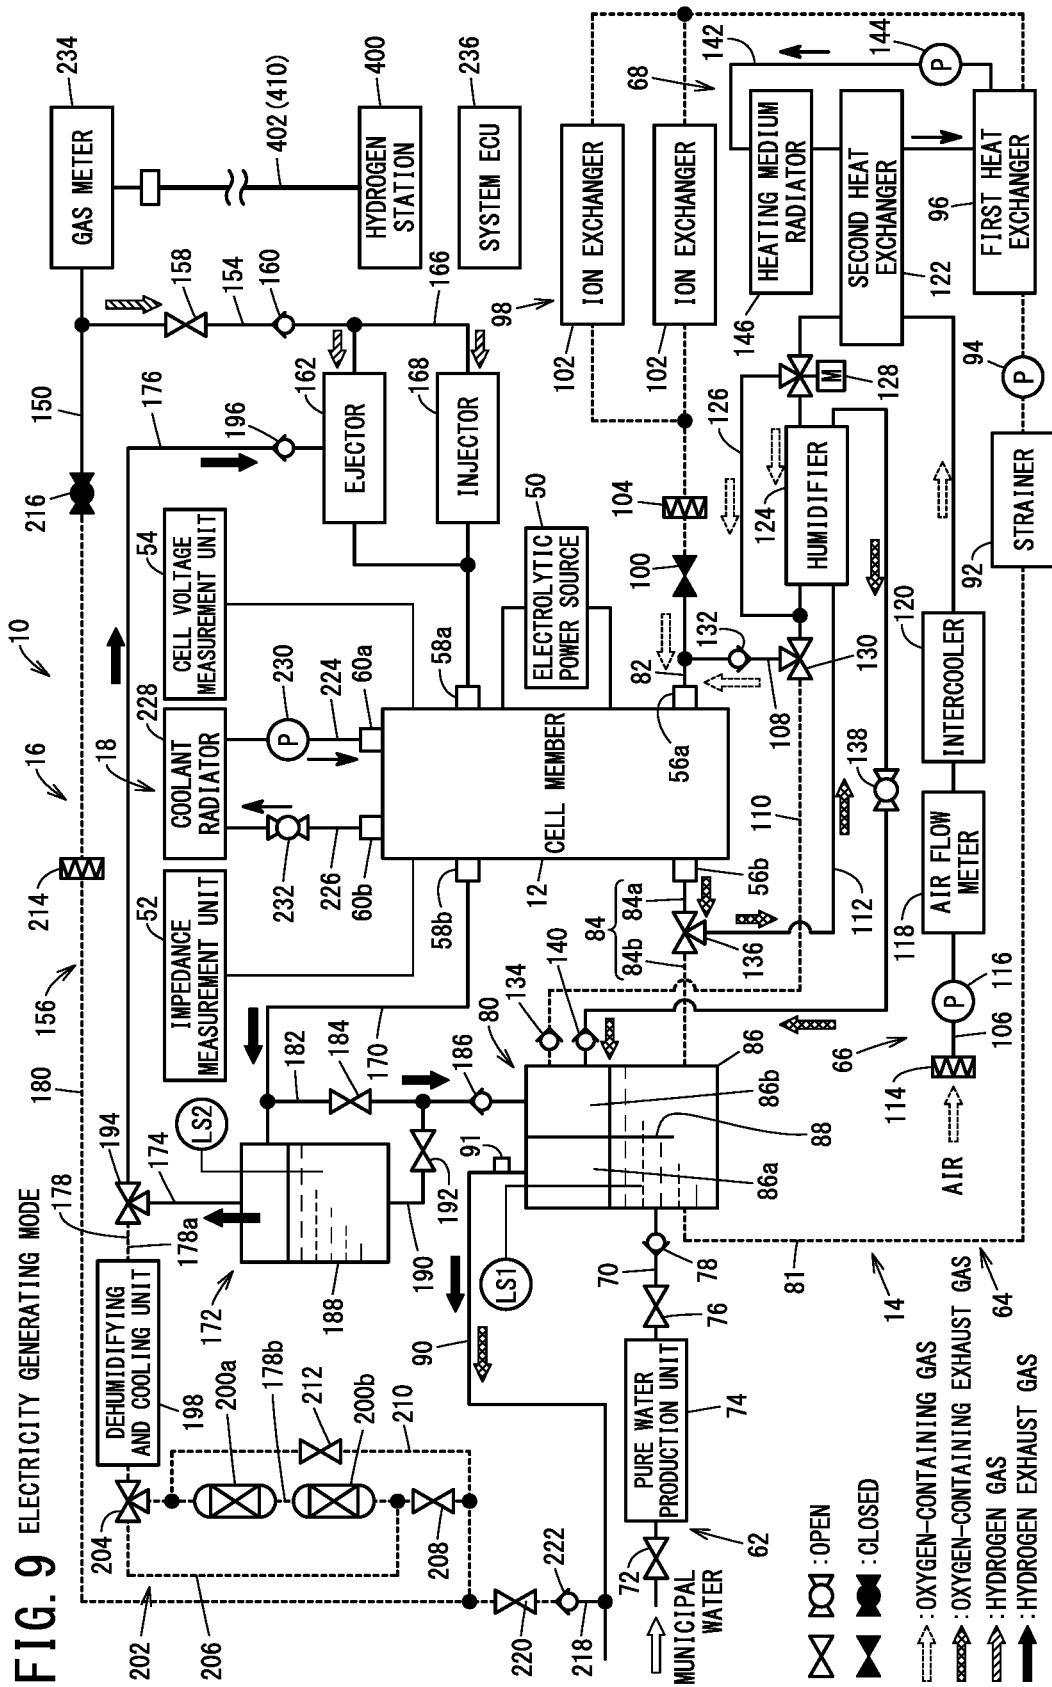 FIG. 9
ELECTRICITY GENERATING MODE
10
16
18
156
180
150
234
GAS METER
402(410)
400
HYDROGEN
STATION
236
SYSTEM ECU
158
154
160
166
176
196
216
214
162
EJECTOR
168
INJECTOR
54
CELL VOLTAGE
MEASUREMENT UNIT
228
COOLANT
RADIATOR
52
IMPEDANCE
MEASUREMENT UNIT
230
224
60a
P
232
226
60b
58a
58b
50
ELECTROLYTIC
POWER SOURCE
12
CELL MEMBER
56a
56b
82
84
84a
84b
136
178
194
174
178a
172
LS2
188
182
184
170
186
190
192
DEHUMIDIFYING
AND COOLING UNIT
198
200a
178b
200b
212
210
204
202
206
208
220
222
218
90
91
LS1
80
134
140
86
86b
86a
88
70
78
76
PURE WATER
PRODUCTION UNIT
74
72
62
MUNICIPAL
WATER
81
14
64
98
102
ION EXCHANGER
102
ION EXCHANGER
104
100
68
142
144
P
146
HEATING MEDIUM
RADIATOR
SECOND HEAT
EXCHANGER
122
96
FIRST HEAT
EXCHANGER
94
P
92
STRAINER
126
M
128
124
HUMIDIFIER
132
108
130
110
112
138
120
INTERCOOLER
118
AIR FLOW
METER
116
P
106
66
114
AIR
:OPEN
:CLOSED
:OXYGEN-CONTAINING GAS
:OXYGEN-CONTAINING EXHAUST GAS
:HYDROGEN GAS
:HYDROGEN EXHAUST GAS